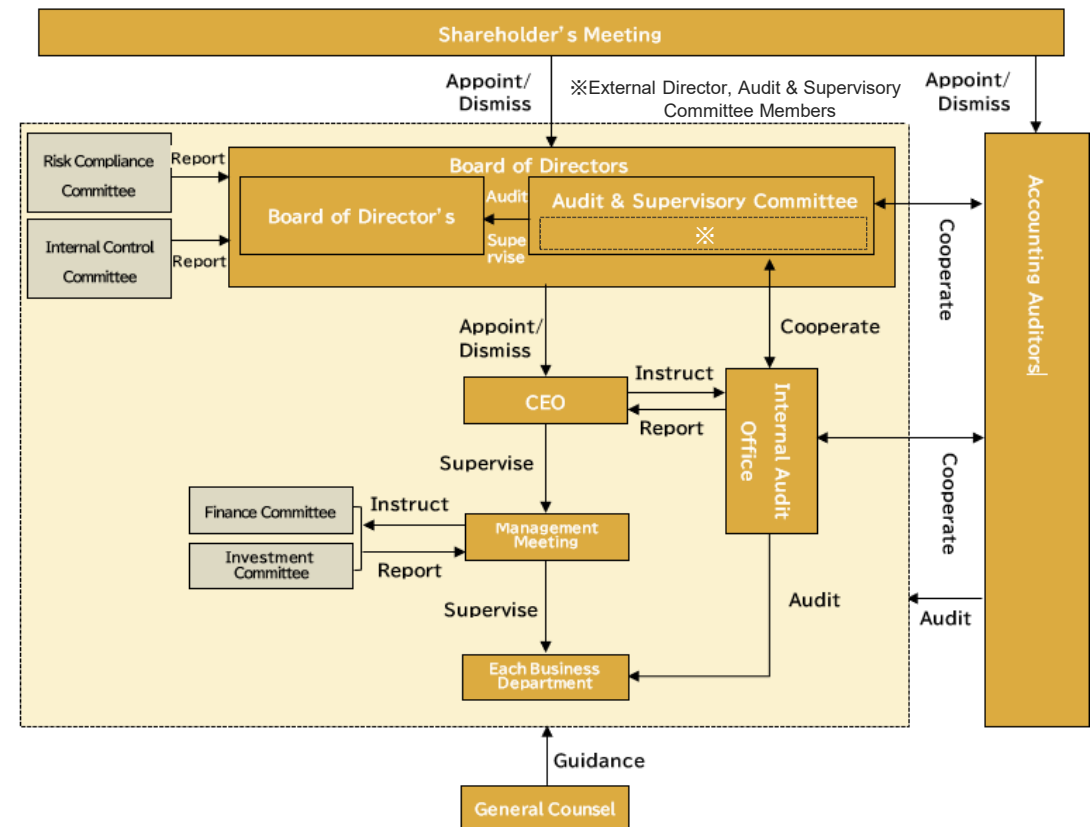 Shareholder's Meeting
Appoint/
Dismiss
※External Director, Audit & Supervisory
Committee Members
Appoint/
Dismiss
Risk Compliance
Committee
Report
Internal Control
Committee
Report
Board of Directors
Board of Director's
Audit
Supe
rvise
Audit & Supervisory Committee
※
Cooperate
Accounting Auditors
Appoint/
Dismiss
Cooperate
CEO
Instruct
Report
Internal Audit
Office
Cooperate
Supervise
Finance Committee
Investment
Committee
Instruct
Report
Management
Meeting
Supervise
Audit
Audit
Each Business
Department
Guidance
General Counsel